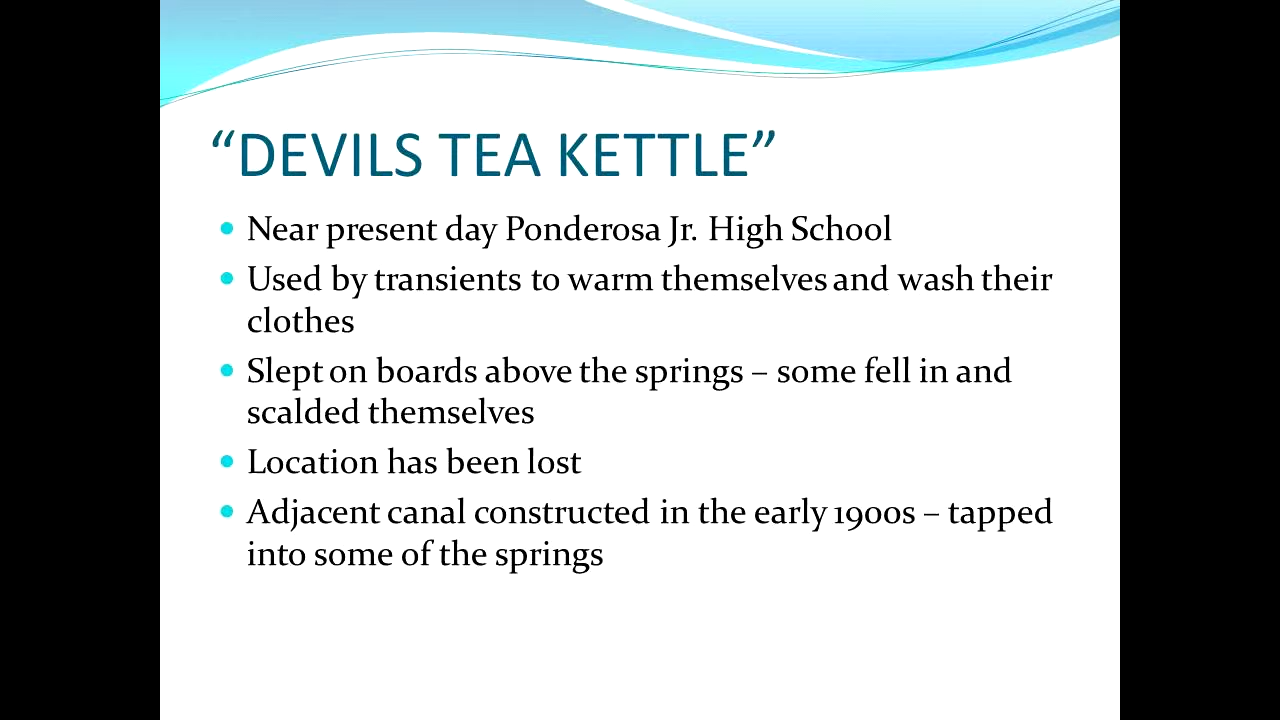 “DEVILS TEA KETTLE”
• Near present day Ponderosa Jr. High School
• Used by transients to warm themselves and wash their
clothes
• Slept on boards above the springs – some fell in and
scalded themselves
• Location has been lost
• Adjacent canal constructed in the early 1900s – tapped
into some of the springs